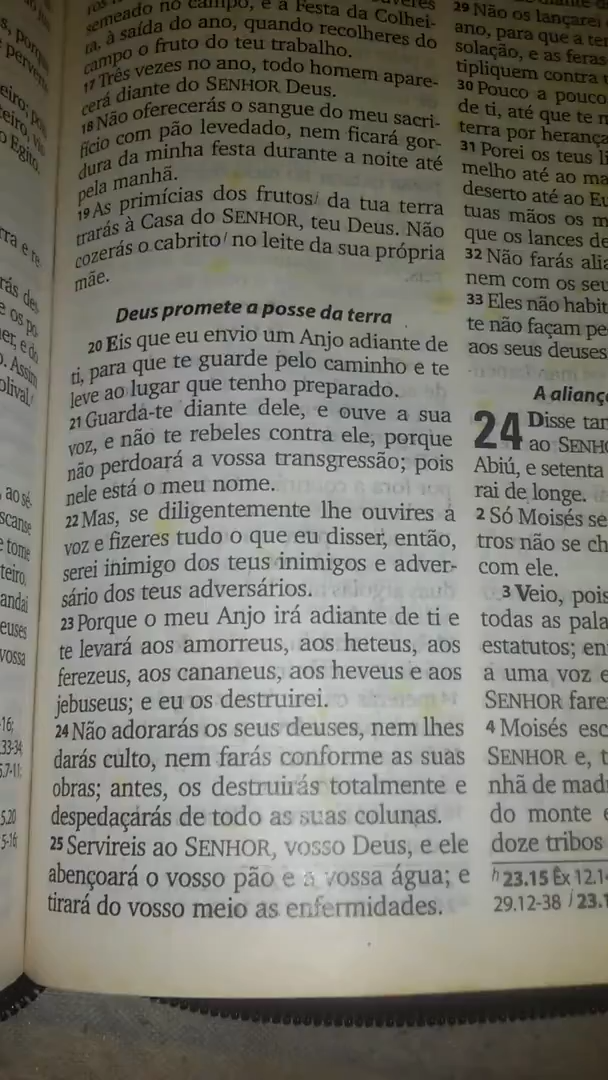 semeado no campo, e a Festa da Colhei-
ta, à saída do ano, quando recolheres do
campo o fruto do teu trabalho.
17 Três vezes no ano, todo homem apare-
cerá diante do SENHOR Deus.
18 Não oferecerás o sangue do meu sacri-
fício com pão levedado, nem ficará gor-
dura da minha festa durante a noite até
pela manhã.
19 As primícias dos frutos/ da tua terra
trarás à Casa do SENHOR, teu Deus. Não
cozerás o cabrito/ no leite da sua própria
mãe.
Deus promete a posse da terra
20 Eis que eu envio um Anjo adiante de
ti, para que te guarde pelo caminho e te
leve ao lugar que tenho preparado.
21 Guarda-te diante dele, e ouve a sua
voz, e não te rebeles contra ele, porque
não perdoará a vossa transgressão; pois
nele está o meu nome.
22 Mas, se diligentemente lhe ouvires a
voz e fizeres tudo o que eu disser, então,
serei inimigo dos teus inimigos e adver-
sário dos teus adversários.
23 Porque o meu Anjo irá adiante de ti e
te levará aos amorreus, aos heteus, aos
ferezeus, aos cananeus, aos heveus e aos
jebuseus; e eu os destruirei.
24 Não adorarás os seus deuses, nem lhes
darás culto, nem farás conforme as suas
obras; antes, os destruirás totalmente e
despedaçarás de todo as suas colunas.
25 Servireis ao SENHOR, vosso Deus, e ele
abençoará o vosso pão e a vossa água; e
tirará do vosso meio as enfermidades.
29 Não os lançarei
ano, para que a ter
solação, e as feras
tipliquem contra
30 Pouco a pouco
de ti, até que te m
terra por herança
31 Porei os teus li
melho até ao ma
deserto até ao Eu
tuas mãos os m
que os lances de
32 Não farás alia
nem com os seu
33 Eles não habit
te não façam pe
aos seus deuses
A alianç
24 Disse tam
ao SENHO
Abiú, e setenta
rai de longe.
2 Só Moisés se
tros não se ch
com ele.
3 Veio, pois
todas as pala
estatutos; en
a uma voz e
SENHOR fare
4 Moisés esc
SENHOR e, t
nhã de mad
do monte e
doze tribos
h 23.15 Êx 12.1
29.12-38 i 23.1